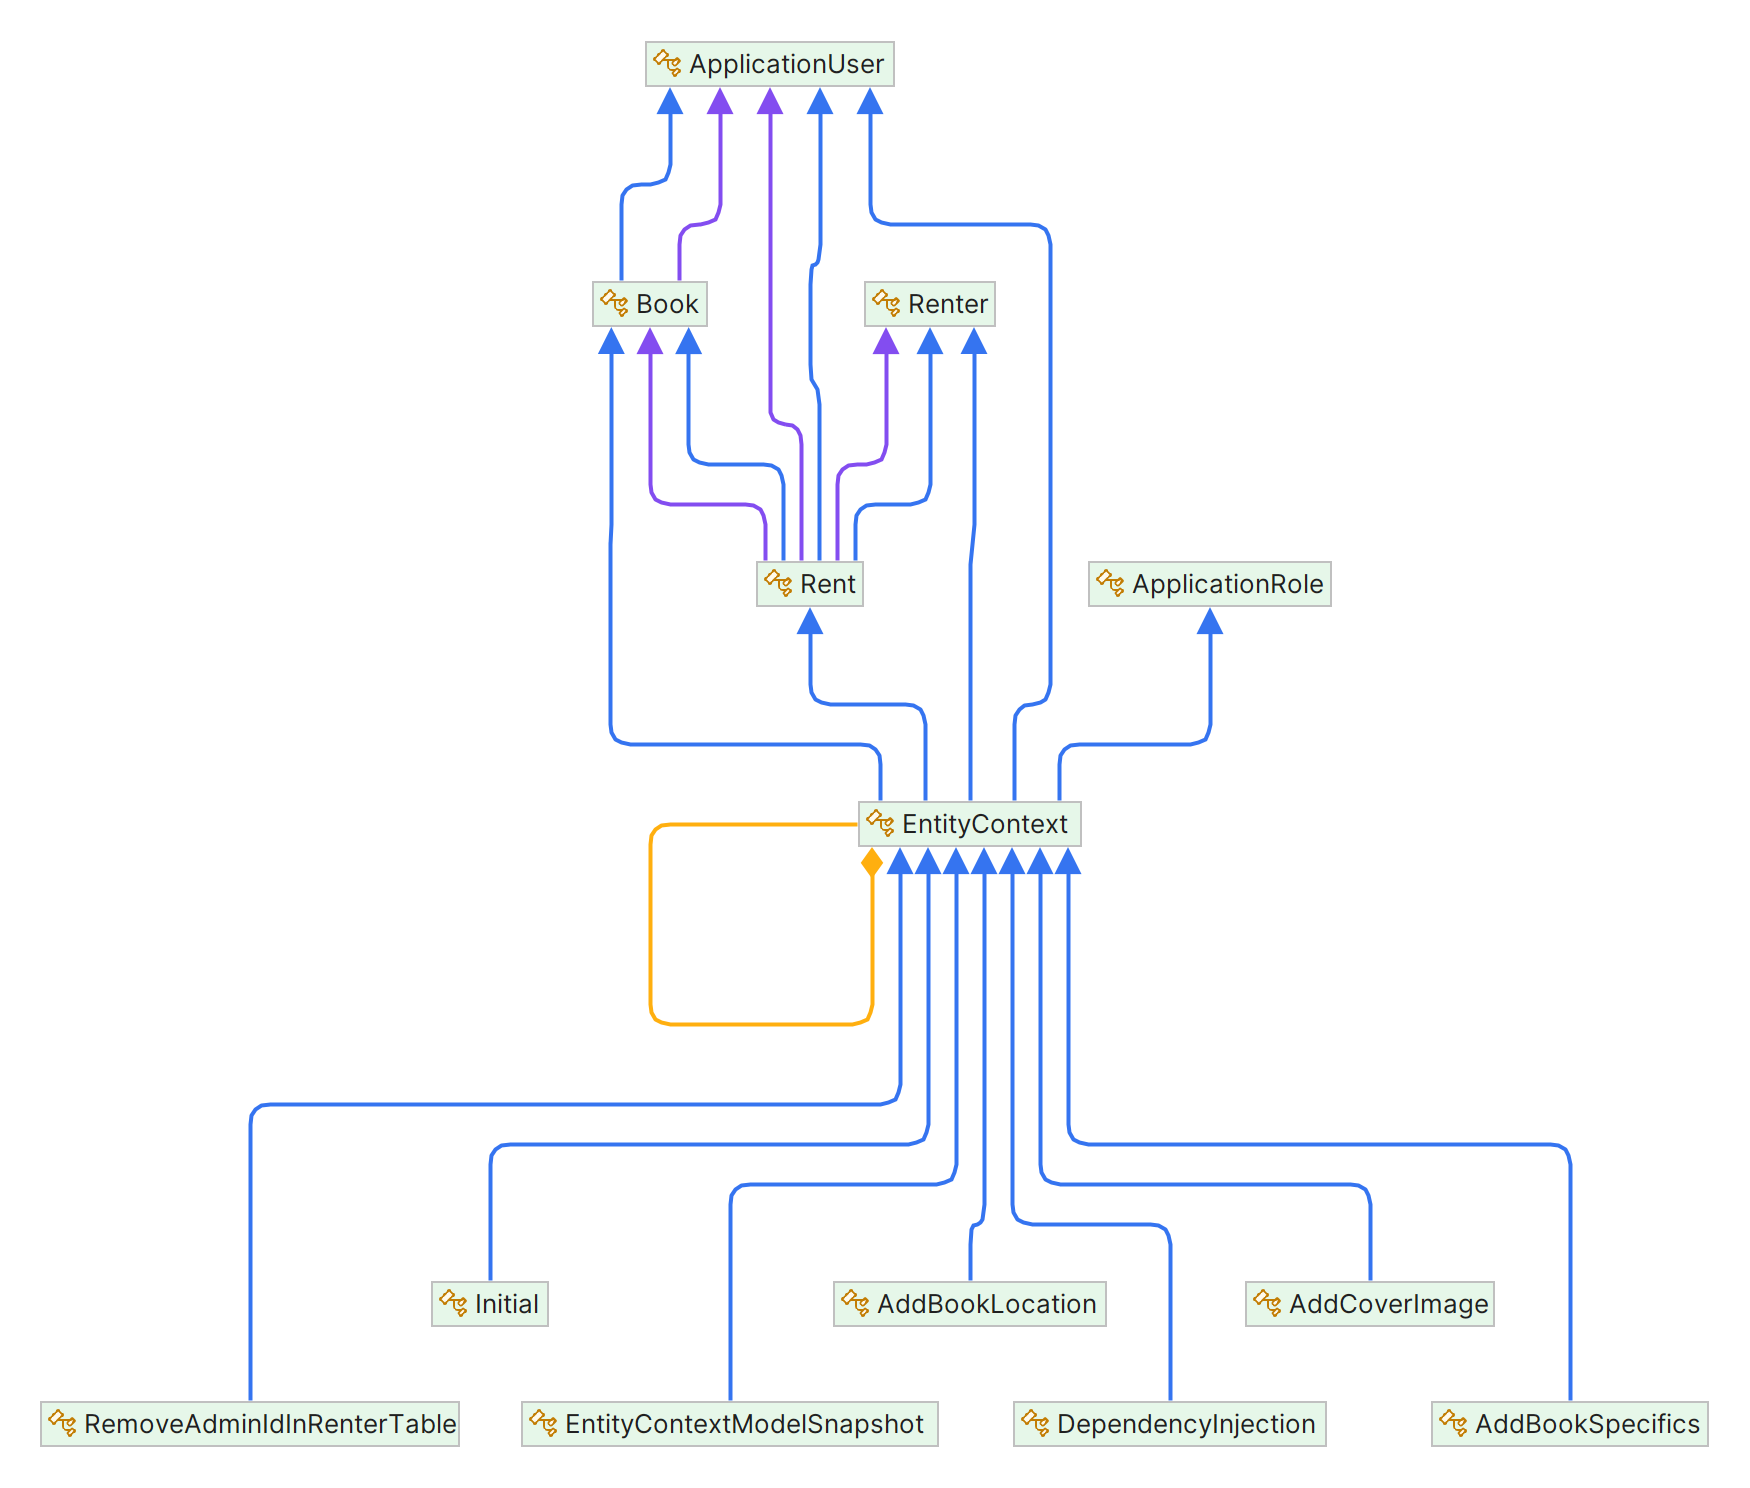 ApplicationUser
Book
Renter
Rent
ApplicationRole
EntityContext
Initial
AddBookLocation
AddCoverImage
RemoveAdminIdInRenterTable
EntityContextModelSnapshot
DependencyInjection
AddBookSpecifics